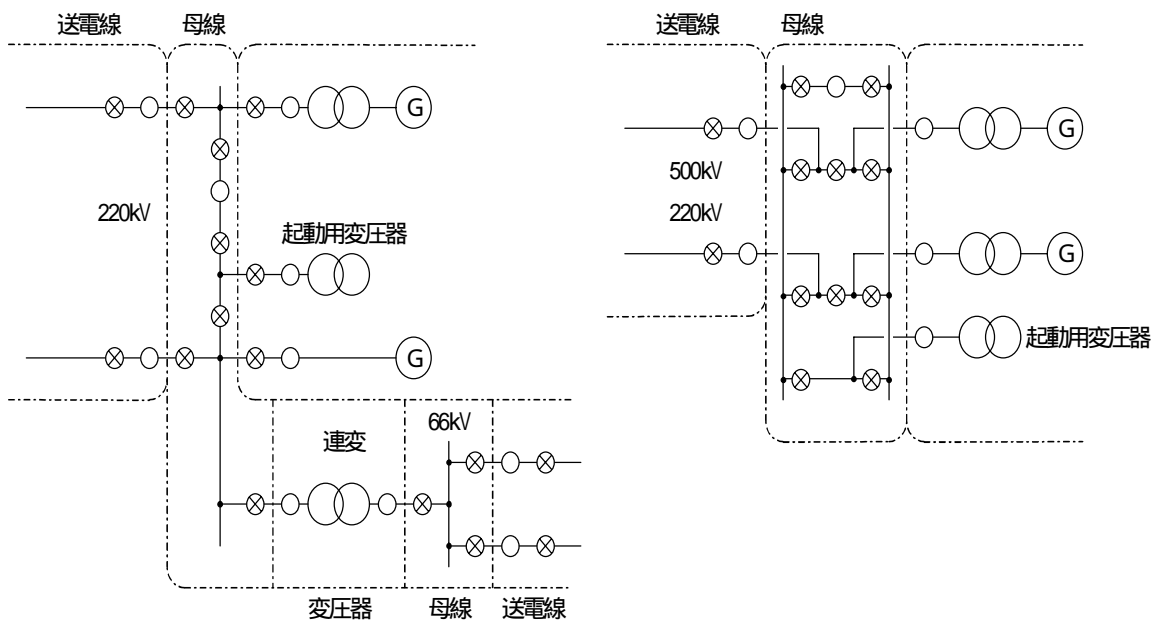 送電線
母線
G
220kV
起動用変圧器
G
連変
66kV
変圧器
母線
送電線
送電線
母線
G
500kV
220kV
G
起動用変圧器